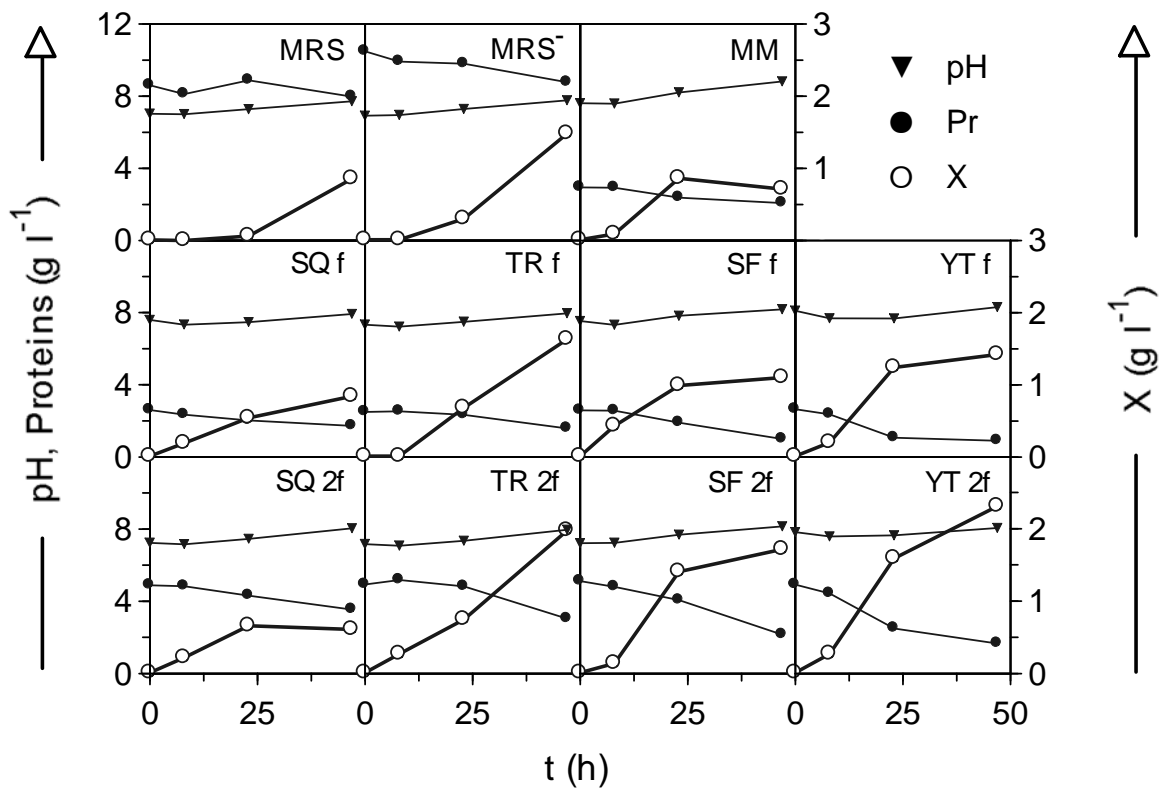 12
8
4
0
8
4
0
8
4
0
MRS
MRS⁻
MM
3
2
1
0
3
2
1
0
2
1
0
pH
Pr
X
SQ f
TR f
SF f
YT f
SQ 2f
TR 2f
SF 2f
YT 2f
0 25 0 25 0 25 0 25 50
t (h)
pH, Proteins (g l⁻¹)
X (g l⁻¹)